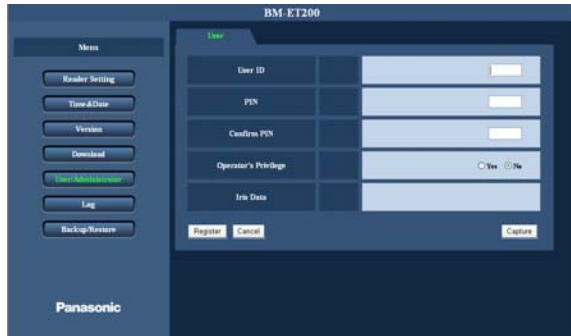 BM-ET200
Menu
Reader Setting
Time&Date
Version
Download
User/Administrator
Log
Backup/Restore
Panasonic
User
User ID
PIN
Confirm PIN
Operator's Privilege
Yes No
Iris Data
Register Cancel Capture